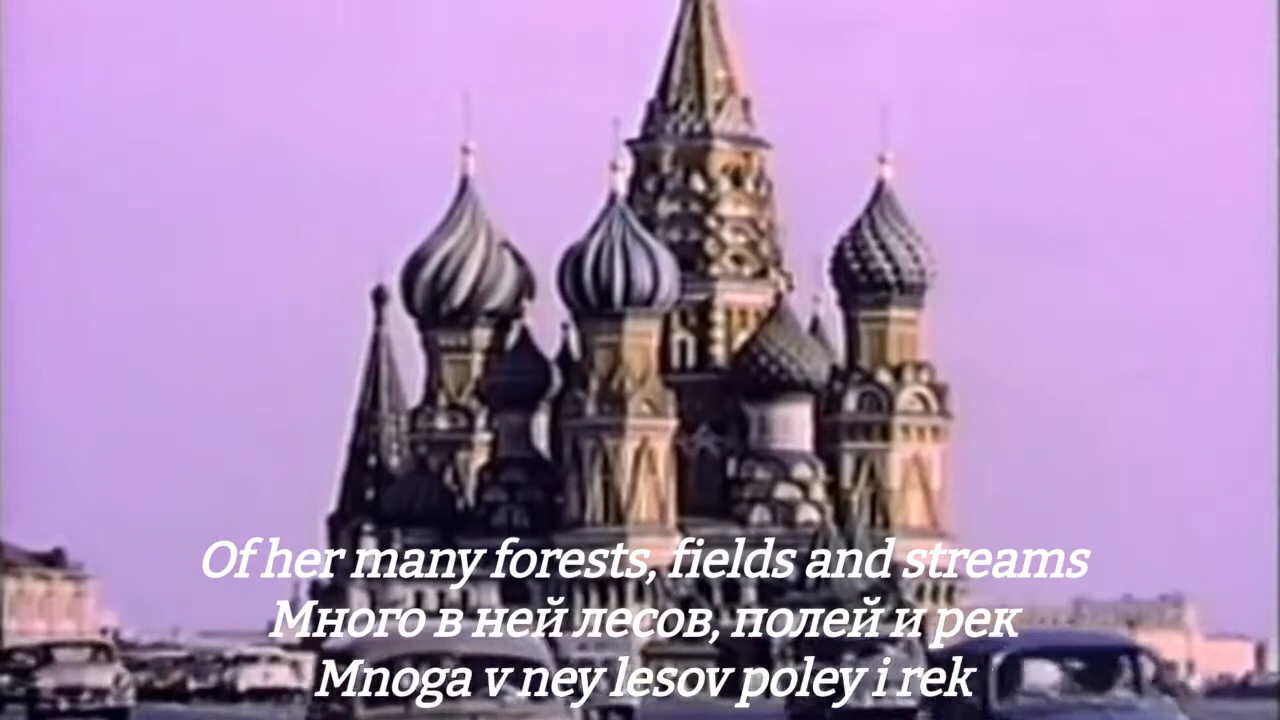 Of her many forests, fields and streams
Много в ней лесов, полей и рек
Mnoga v ney lesov poley i rek